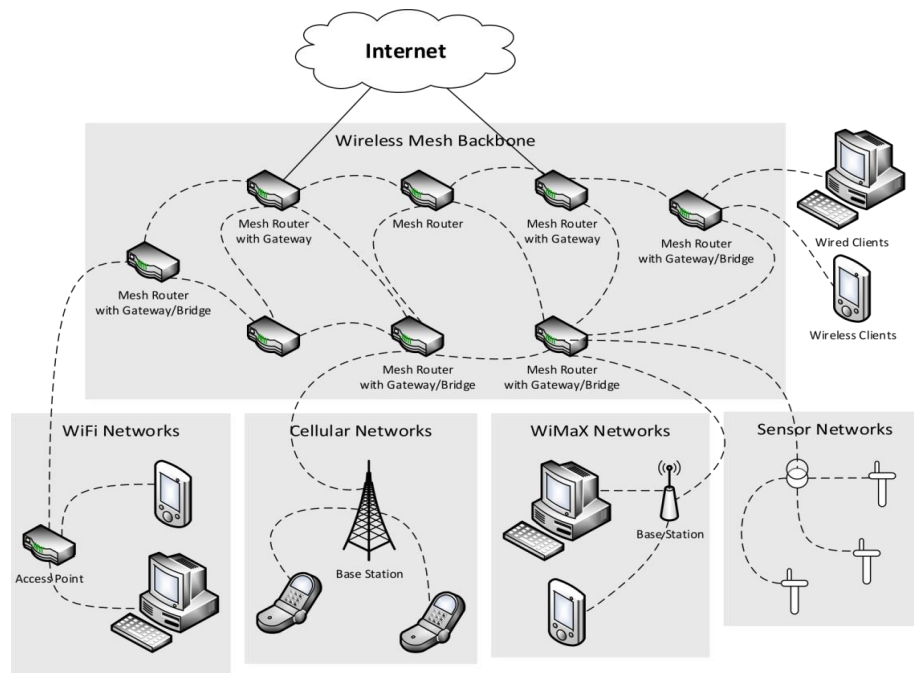 Internet
Wireless Mesh Backbone
Mesh Router
with Gateway
Mesh Router
Mesh Router
with Gateway
Mesh Router
with Gateway/Bridge
Wired Clients
Mesh Router
with Gateway/Bridge
Wireless Clients
Mesh Router
with Gateway/Bridge
Mesh Router
with Gateway/Bridge
WiFi Networks
Access Point
Cellular Networks
Base Station
WiMaX Networks
Base Station
Sensor Networks